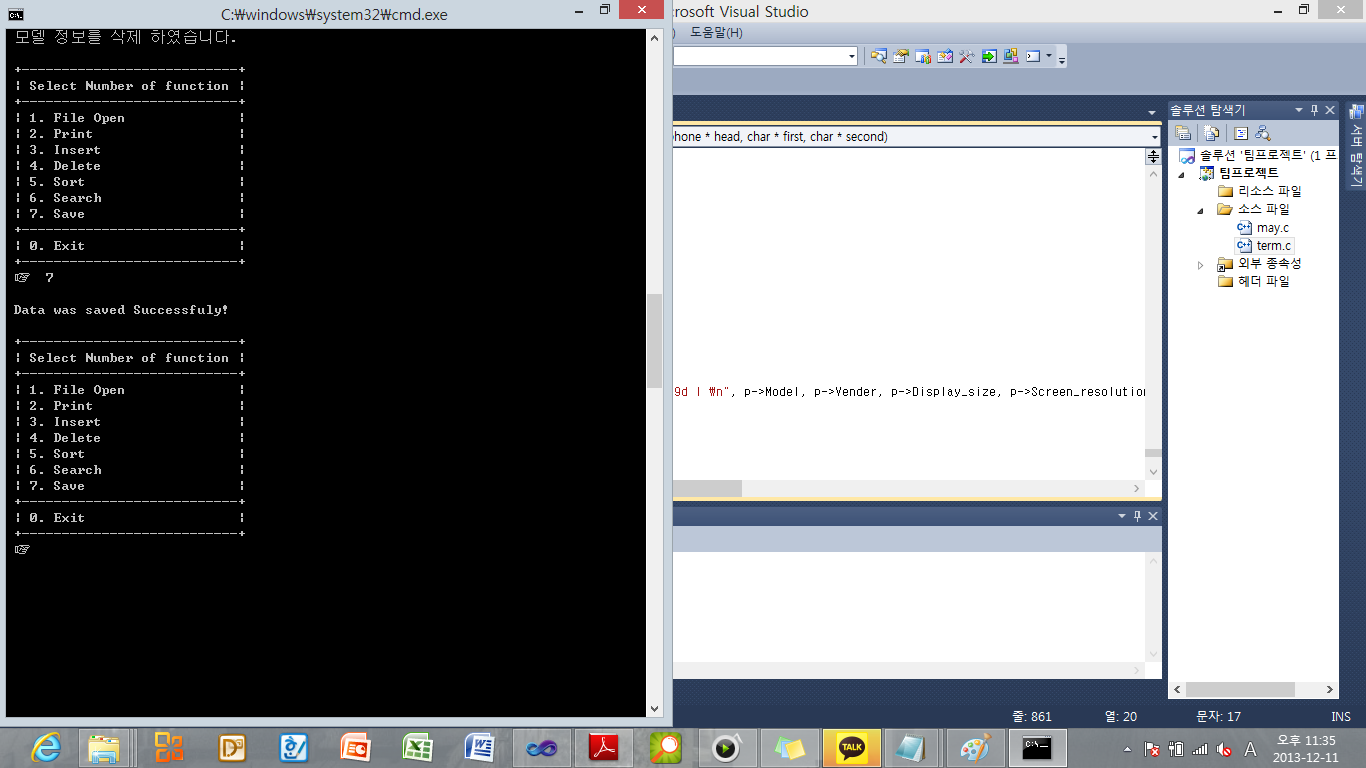 C:₩windows₩system32₩cmd.exe
모델 정보를 삭제 하였습니다.
+---------------------------+
| Select Number of function |
+---------------------------+
| 1. File Open |
| 2. Print |
| 3. Insert |
| 4. Delete |
| 5. Sort |
| 6. Search |
| 7. Save |
+---------------------------+
| 0. Exit |
+---------------------------+
☞ 7
Data was saved Successfuly!
+---------------------------+
| Select Number of function |
+---------------------------+
| 1. File Open |
| 2. Print |
| 3. Insert |
| 4. Delete |
| 5. Sort |
| 6. Search |
| 7. Save |
+---------------------------+
| 0. Exit |
+---------------------------+
☞
crosoft Visual Studio
) 도움말(H)
hone * head, char * first, char * second)
9d | ₩n", p->Model, p->Vender, p->Display_size, p->Screen_resolution
솔루션 탐색기
솔루션 '팀프로젝트' (1 프
팀프로젝트
리소스 파일
소스 파일
may.c
term.c
외부 종속성
헤더 파일
서버 탐색기
줄: 861 열: 20 문자: 17 INS
TALK
A
오후 11:35
2013-12-11